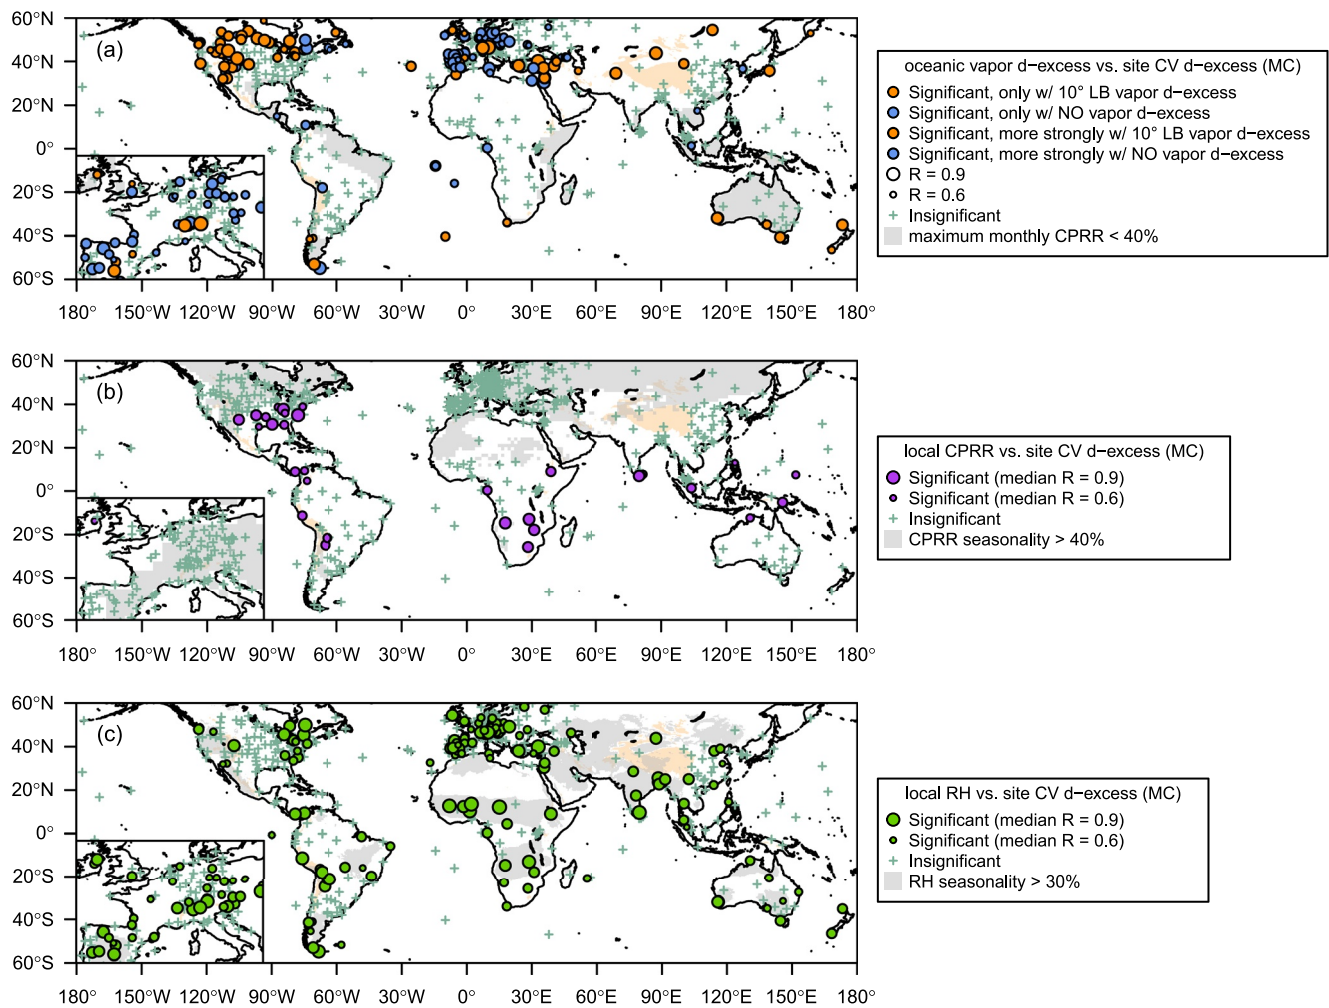 60°N
40°N
20°N
0°
20°S
40°S
60°S
(a)
180° 150°W 120°W 90°W 60°W 30°W 0° 30°E 60°E 90°E 120°E 150°E 180°
oceanic vapor d−excess vs. site CV d−excess (MC)
Significant, only w/ 10° LB vapor d−excess
Significant, only w/ NO vapor d−excess
Significant, more strongly w/ 10° LB vapor d−excess
Significant, more strongly w/ NO vapor d−excess
R = 0.9
R = 0.6
Insignificant
maximum monthly CPRR < 40%
60°N
40°N
20°N
0°
20°S
40°S
60°S
(b)
180° 150°W 120°W 90°W 60°W 30°W 0° 30°E 60°E 90°E 120°E 150°E 180°
local CPRR vs. site CV d−excess (MC)
Significant (median R = 0.9)
Significant (median R = 0.6)
Insignificant
CPRR seasonality > 40%
60°N
40°N
20°N
0°
20°S
40°S
60°S
(c)
180° 150°W 120°W 90°W 60°W 30°W 0° 30°E 60°E 90°E 120°E 150°E 180°
local RH vs. site CV d−excess (MC)
Significant (median R = 0.9)
Significant (median R = 0.6)
Insignificant
RH seasonality > 30%